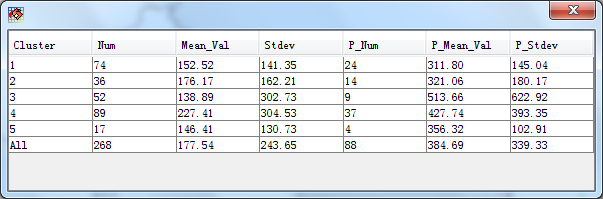 Cluster Num Mean_Val Stdev P_Num P_Mean_Val P_Stdev
1 74 152.52 141.35 24 311.80 145.04
2 36 176.17 162.21 14 321.06 180.17
3 52 138.89 302.73 9 513.66 622.92
4 89 227.41 304.53 37 427.74 393.35
5 17 146.41 130.73 4 356.32 102.91
All 268 177.54 243.65 88 384.69 339.33